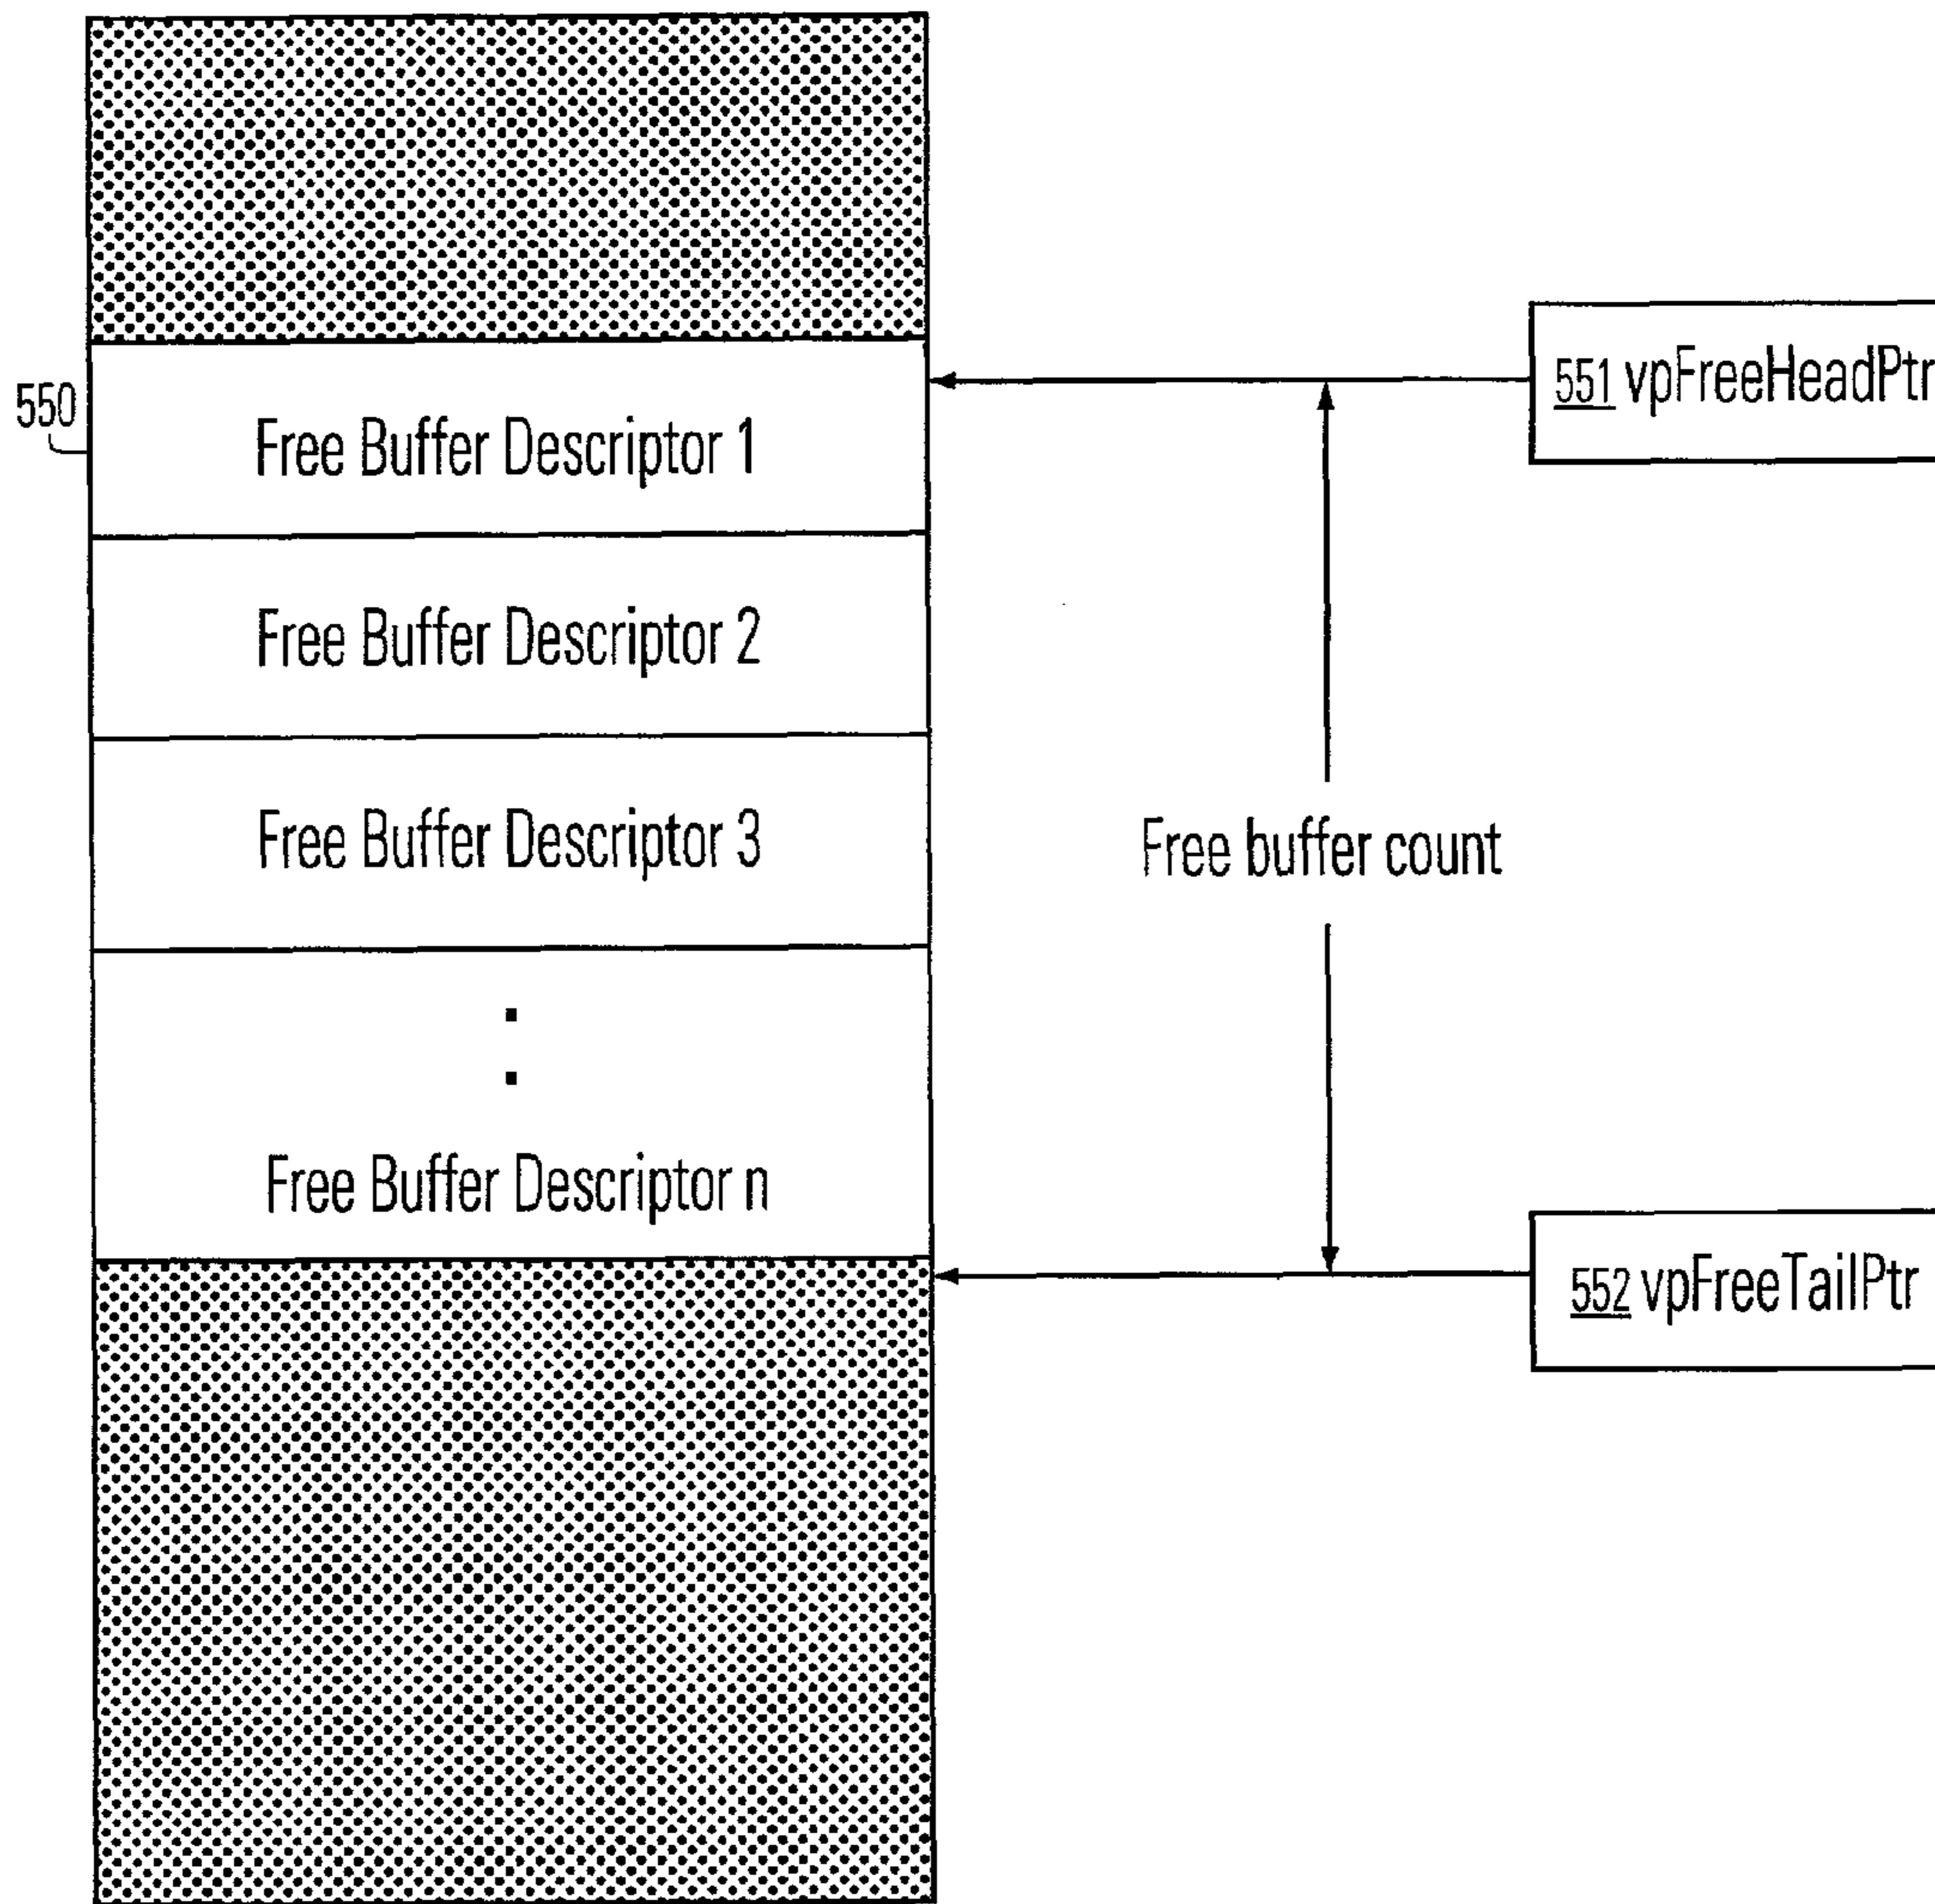 551 vpFreeHeadPtr
550
Free Buffer Descriptor 1
Free Buffer Descriptor 2
Free Buffer Descriptor 3
Free buffer count
Free Buffer Descriptor n
552 vpFreeTailPtr